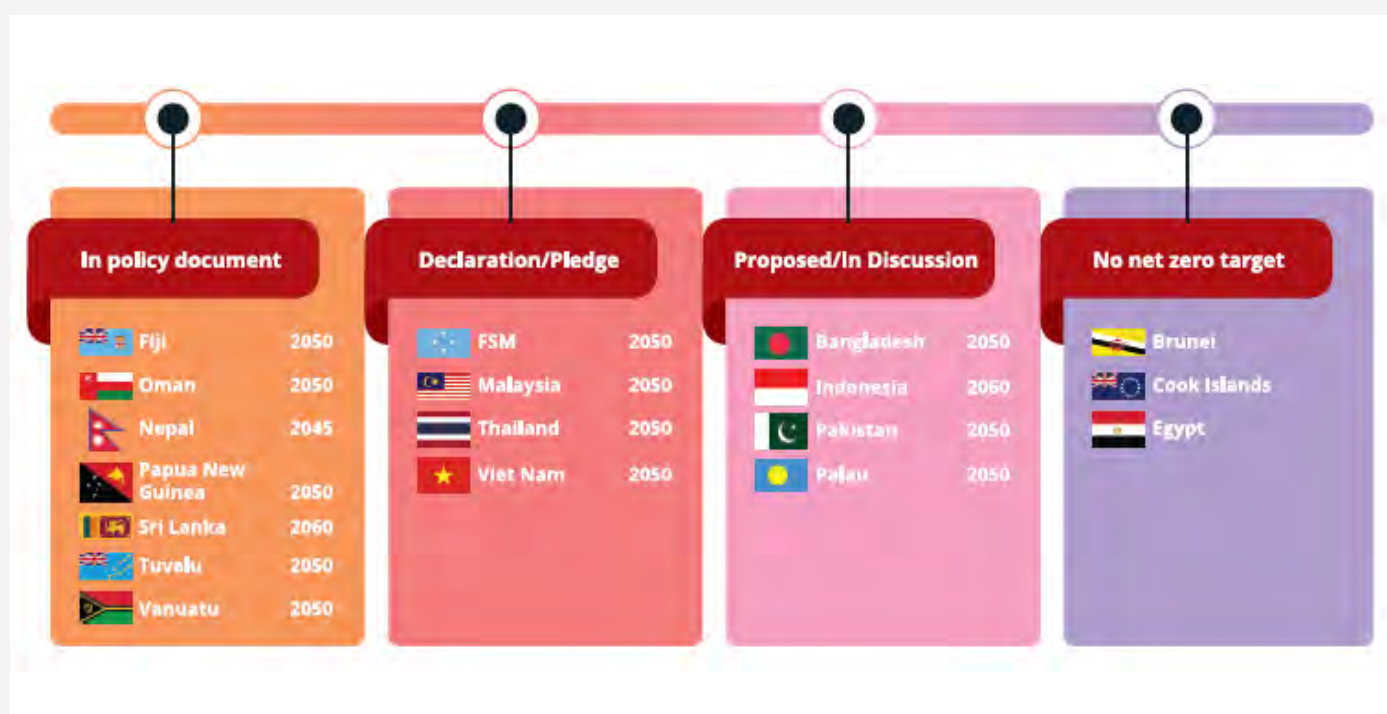 In policy document
Fiji 2050
Oman 2050
Nepal 2045
Papua New
Guinea 2050
Sri Lanka 2060
Tuvalu 2050
Vanuatu 2050
Declaration/Pledge
FSM 2050
Malaysia 2050
Thailand 2050
Viet Nam 2050
Proposed/In Discussion
Bangladesh 2050
Indonesia 2060
Pakistan 2050
Palau 2050
No net zero target
Brunei
Cook Islands
Egypt